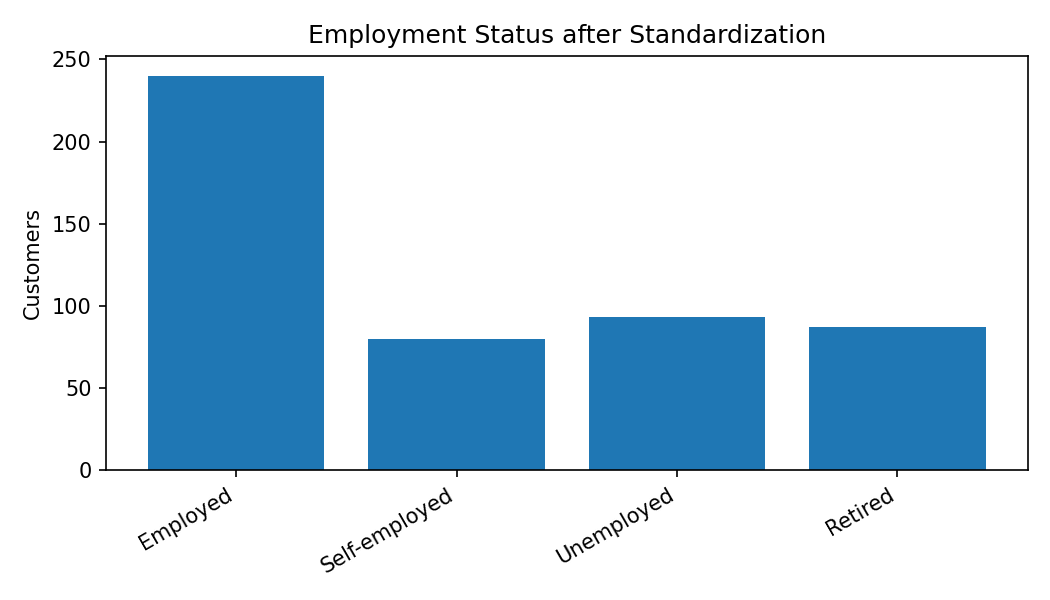 Employment Status after Standardization
250
200
150
100
50
0
Customers
Employed
Self-employed
Unemployed
Retired